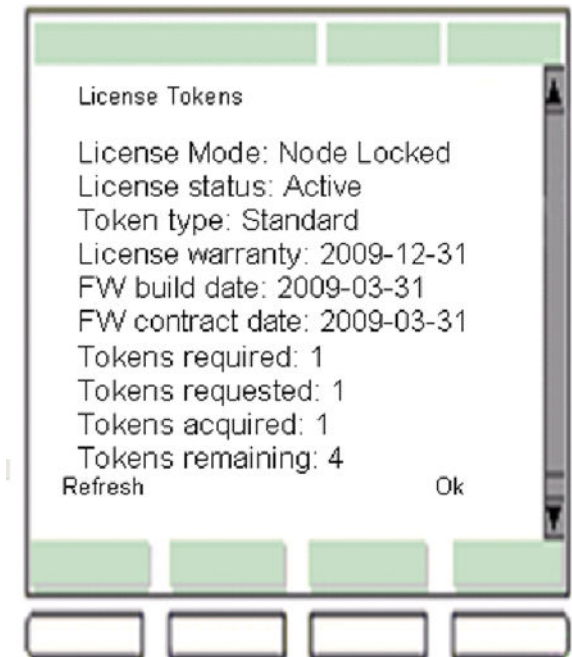 License Tokens
License Mode: Node Locked
License status: Active
Token type: Standard
License warranty: 2009-12-31
FW build date: 2009-03-31
FW contract date: 2009-03-31
Tokens required: 1
Tokens requested: 1
Tokens acquired: 1
Tokens remaining: 4
Refresh Ok